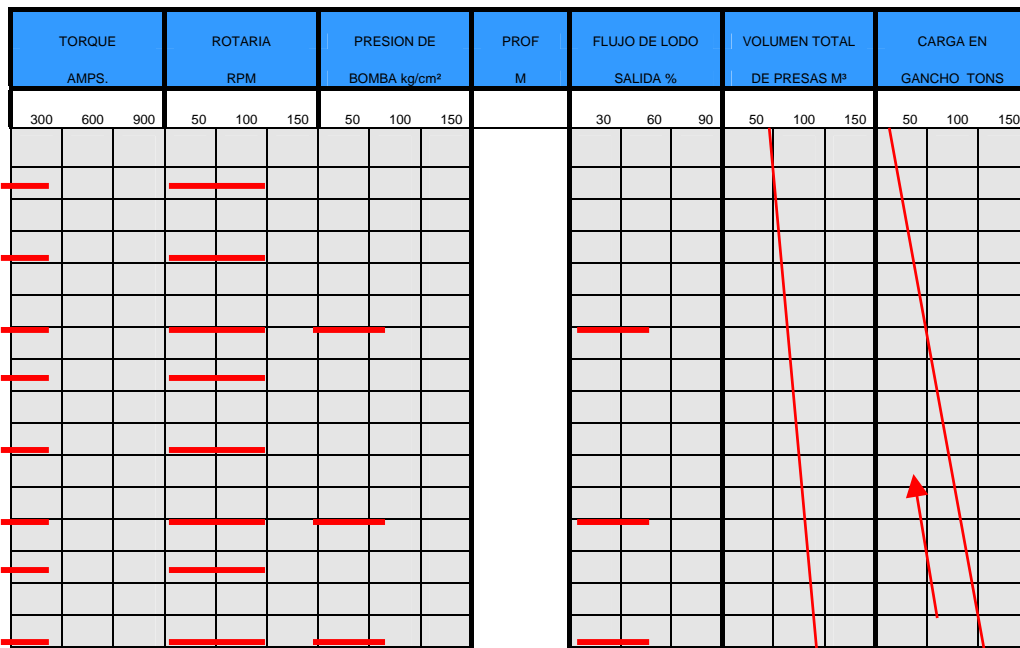 TORQUE ROTARIA PRESION DE PROF FLUJO DE LODO VOLUMEN TOTAL CARGA EN
AMPS. RPM BOMBA kg/cm² M SALIDA % DE PRESAS M³ GANCHO TONS
300 600 900 50 100 150 50 100 150 30 60 90 50 100 150 50 100 150